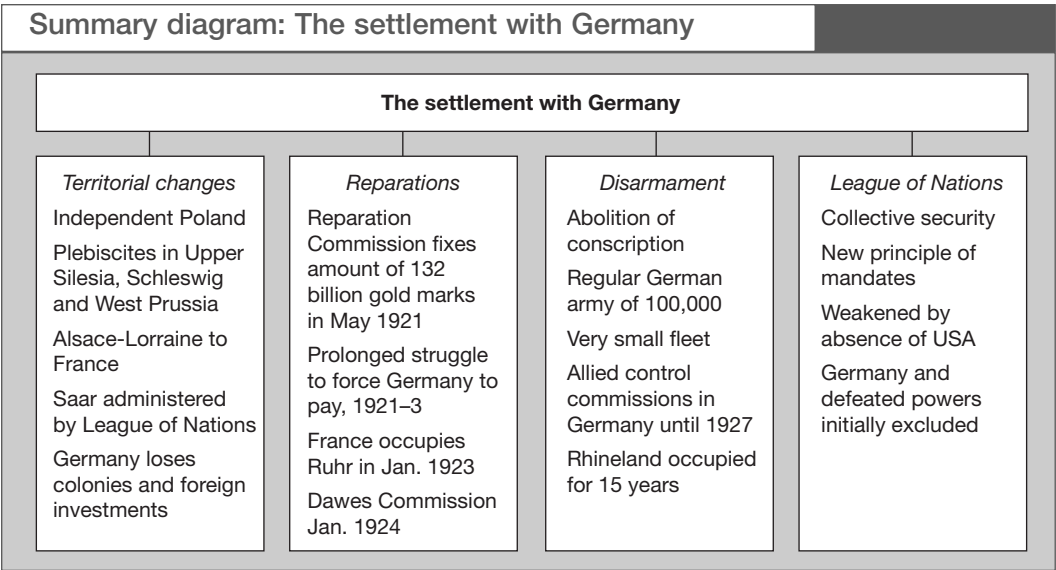 Summary diagram: The settlement with Germany
The settlement with Germany
Territorial changes
Independent Poland
Plebiscites in Upper
Silesia, Schleswig
and West Prussia
Alsace-Lorraine to
France
Saar administered
by League of Nations
Germany loses
colonies and foreign
investments
Reparations
Reparation
Commission fixes
amount of 132
billion gold marks
in May 1921
Prolonged struggle
to force Germany to
pay, 1921–3
France occupies
Ruhr in Jan. 1923
Dawes Commission
Jan. 1924
Disarmament
Abolition of
conscription
Regular German
army of 100,000
Very small fleet
Allied control
commissions in
Germany until 1927
Rhineland occupied
for 15 years
League of Nations
Collective security
New principle of
mandates
Weakened by
absence of USA
Germany and
defeated powers
initially excluded